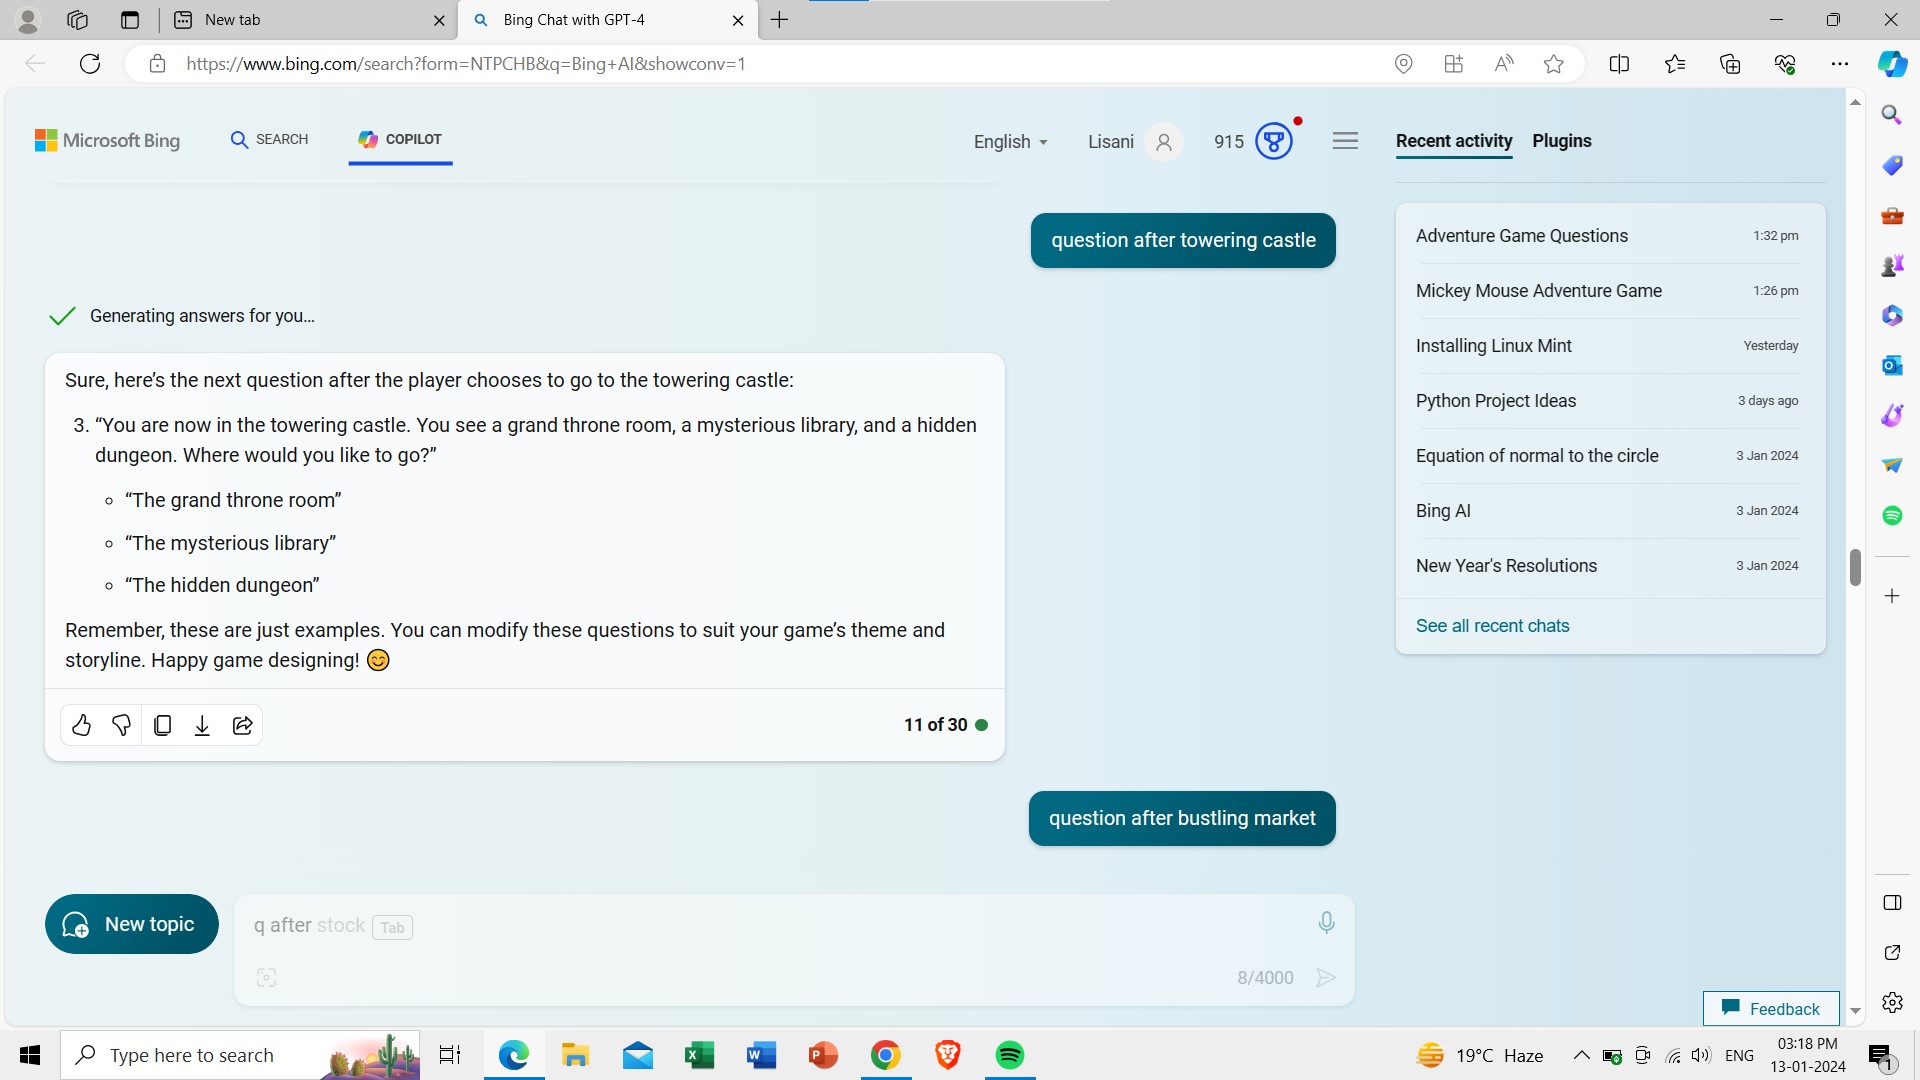 New tab
Bing Chat with GPT-4
https://www.bing.com/search?form=NTPCHB&q=Bing+AI&showconv=1
Microsoft Bing
SEARCH
COPILOT
English
Lisani
915
Recent activity
Plugins
question after towering castle
Generating answers for you...
Sure, here’s the next question after the player chooses to go to the towering castle:
3. “You are now in the towering castle. You see a grand throne room, a mysterious library, and a hidden
dungeon. Where would you like to go?”
“The grand throne room”
“The mysterious library”
“The hidden dungeon”
Remember, these are just examples. You can modify these questions to suit your game’s theme and
storyline. Happy game designing! 😊
11 of 30
question after bustling market
Adventure Game Questions 1:32 pm
Mickey Mouse Adventure Game 1:26 pm
Installing Linux Mint Yesterday
Python Project Ideas 3 days ago
Equation of normal to the circle 3 Jan 2024
Bing AI 3 Jan 2024
New Year's Resolutions 3 Jan 2024
See all recent chats
New topic
q after stock Tab
8/4000
Feedback
Type here to search
19°C Haze
ENG
03:18 PM
13-01-2024
1